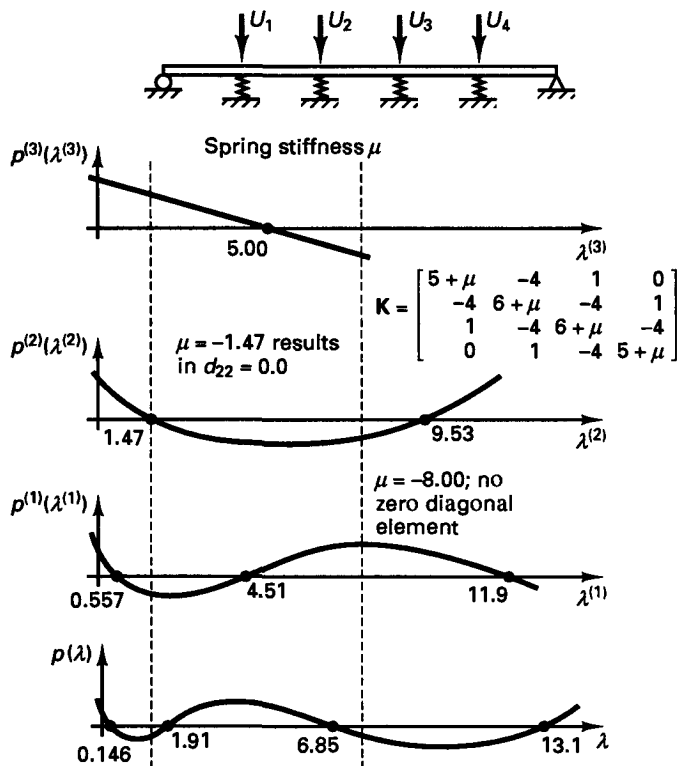 U₁ U₂ U₃ U₄
Spring stiffness μ
p⁽³⁾(λ⁽³⁾)
5.00
λ⁽³⁾
K = [ 5 + μ -4 1 0
-4 6 + μ -4 1
1 -4 6 + μ -4
0 1 -4 5 + μ ]
p⁽²⁾(λ⁽²⁾)
μ = –1.47 results
in d₂₂ = 0.0
1.47
9.53
λ⁽²⁾
μ = –8.00; no
zero diagonal
element
p⁽¹⁾(λ⁽¹⁾)
0.557
4.51
11.9
λ⁽¹⁾
p(λ)
0.146
1.91
6.85
13.1
λ